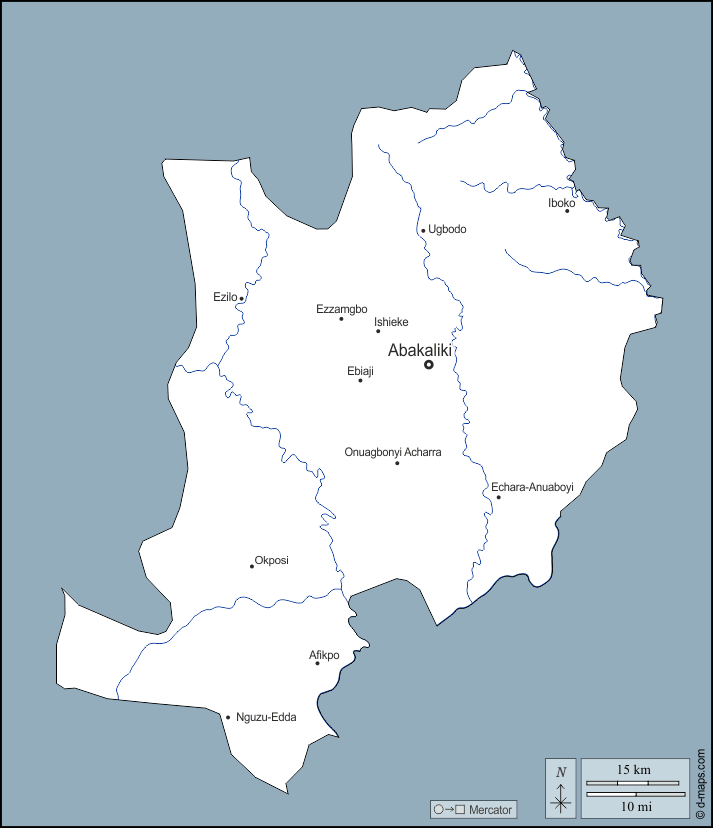 Iboko
Ugbodo
Ezilo
Ezzamgbo
Ishieke
Abakaliki
Ebiaji
Onuagbonyi Acharra
Echara-Anuaboyi
Okposi
Afikpo
Nguzu-Edda
N
15 km
10 mi
Mercator
© d-maps.com